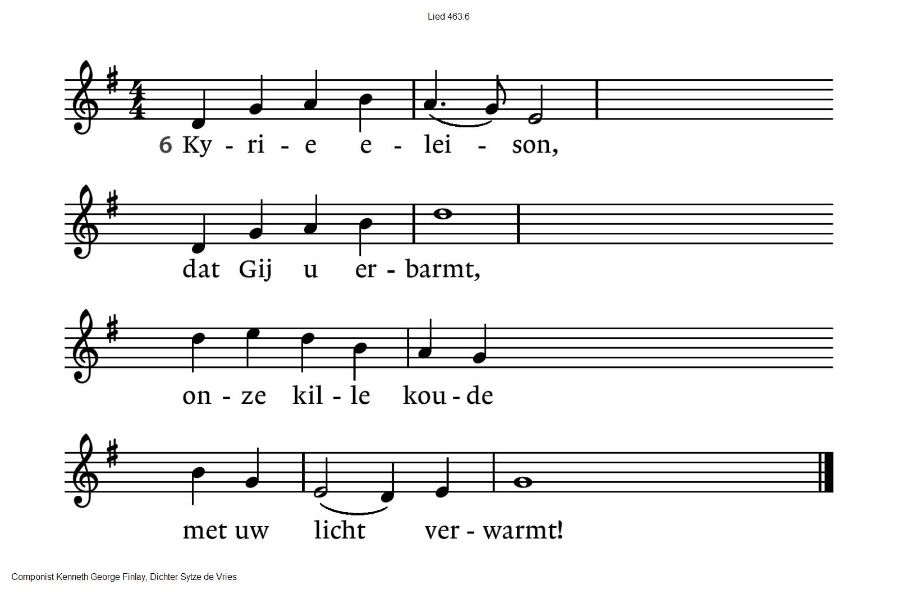 Lied 463:6
6 Ky - ri - e e - lei - son,
dat Gij u er - barmt,
on - ze kil - le kou - de
met uw licht ver - warmt!
Componist Kenneth George Finlay, Dichter Sytze de Vries